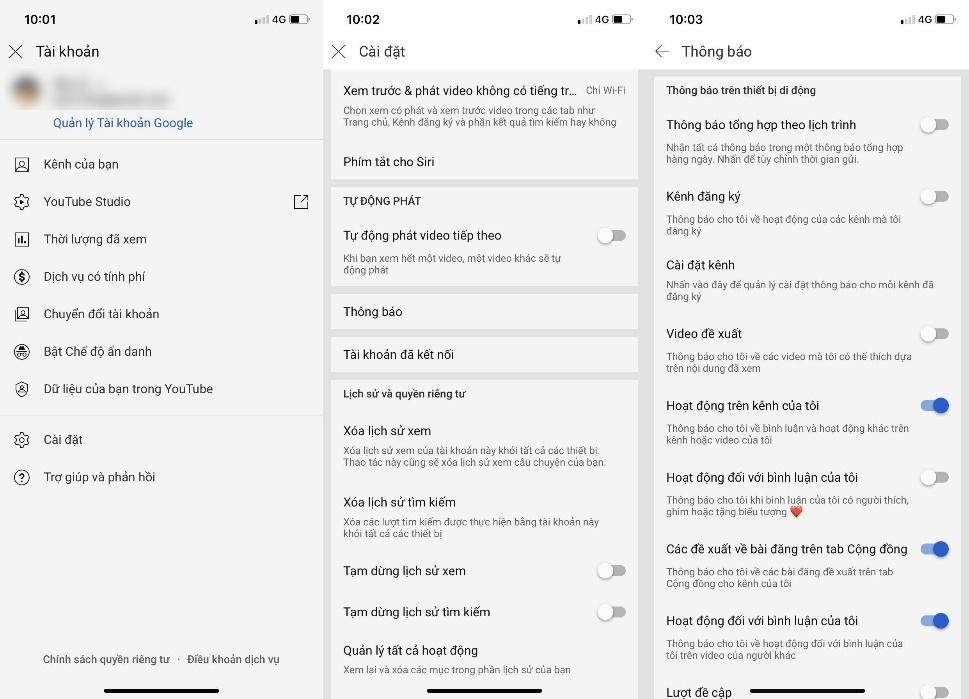 10:01
4G
Tài khoản
Quản lý Tài khoản Google
Kênh của bạn
YouTube Studio
Thời lượng đã xem
Dịch vụ có tính phí
Chuyển đổi tài khoản
Bật Chế độ ẩn danh
Dữ liệu của bạn trong YouTube
Cài đặt
Trợ giúp và phản hồi
Chính sách quyền riêng tư · Điều khoản dịch vụ
10:02
4G
Cài đặt
Xem trước & phát video không có tiếng tr... Chỉ Wi-Fi
Chọn xem có phát và xem trước video trong các tab như
Trang chủ, Kênh đăng ký và phần kết quả tìm kiếm hay không
Phím tắt cho Siri
TỰ ĐỘNG PHÁT
Tự động phát video tiếp theo
Khi bạn xem hết một video, một video khác sẽ tự
động phát
Thông báo
Tài khoản đã kết nối
Lịch sử và quyền riêng tư
Xóa lịch sử xem
Xóa lịch sử xem của tài khoản này khỏi tất cả các thiết bị.
Thao tác này cũng sẽ xóa lịch sử xem câu chuyện của bạn.
Xóa lịch sử tìm kiếm
Xóa các lượt tìm kiếm được thực hiện bằng tài khoản này
khỏi tất cả các thiết bị
Tạm dừng lịch sử xem
Tạm dừng lịch sử tìm kiếm
Quản lý tất cả hoạt động
Xem lại và xóa các mục trong phần lịch sử của bạn
10:03
4G
Thông báo
Thông báo trên thiết bị di động
Thông báo tổng hợp theo lịch trình
Nhận tất cả thông báo trong một thông báo tổng hợp
hàng ngày. Nhấn để tùy chỉnh thời gian gửi.
Kênh đăng ký
Thông báo cho tôi về hoạt động của các kênh mà tôi
đăng ký
Cài đặt kênh
Nhấn vào đây để quản lý cài đặt thông báo cho mỗi kênh đã
đăng ký
Video đề xuất
Thông báo cho tôi về các video mà tôi có thể thích dựa
trên nội dung đã xem
Hoạt động trên kênh của tôi
Thông báo cho tôi về bình luận và hoạt động khác trên
kênh hoặc video của tôi
Hoạt động đối với bình luận của tôi
Thông báo cho tôi khi bình luận của tôi có người thích,
ghim hoặc tặng biểu tượng ❤️
Các đề xuất về bài đăng trên tab Cộng đồng
Thông báo cho tôi về các bài đăng đề xuất trên tab
Cộng đồng cho kênh của tôi
Hoạt động đối với bình luận của tôi
Thông báo cho tôi về hoạt động đối với bình luận của
tôi trên video của người khác
Lượt đề cập